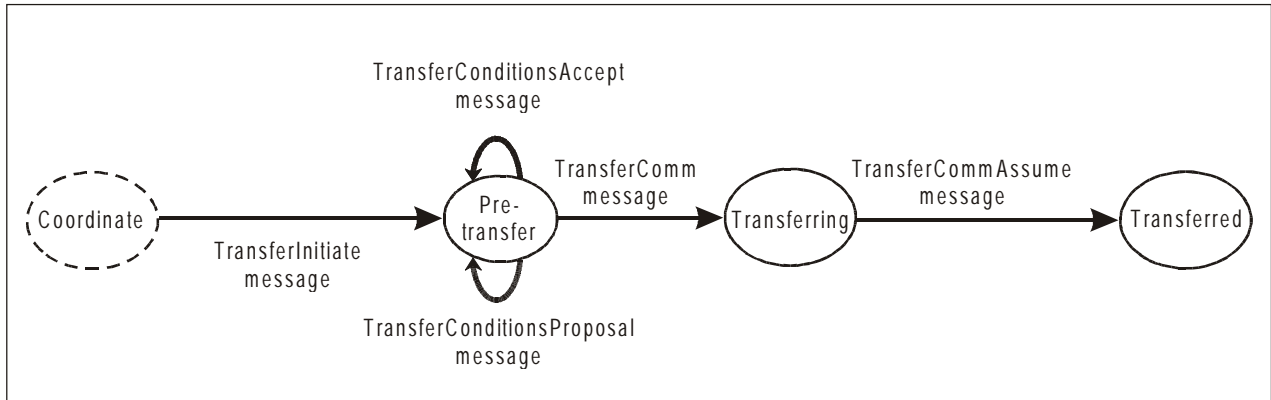 TransferConditionsAccept
message
Coordinate
TransferInitiate
message
Pre-
transfer
TransferComm
message
Transferring
TransferCommAssume
message
Transferred
TransferConditionsProposal
message